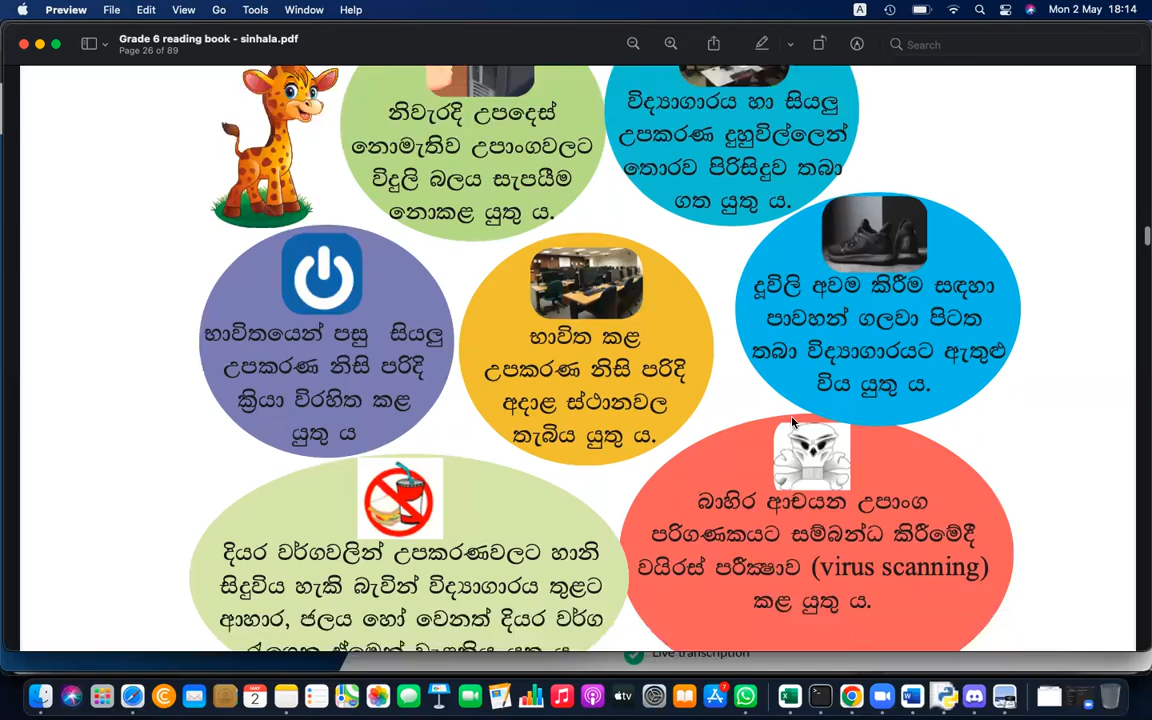 Preview File Edit View Go Tools Window Help A Mon 2 May 18:14
Grade 6 reading book - sinhala.pdf
Page 26 of 89
Search
නිවැරදි උපදෙස්
නොමැතිව උපාංගවලට
විදුලි බලය සැපයීම
නොකළ යුතු ය.
විද්‍යාගාරය හා සියලු
උපකරණ දුහුවිල්ලෙන්
තොරව පිරිසිදුව තබා
ගත යුතු ය.
භාවිතයෙන් පසු සියලු
උපකරණ නිසි පරිදි
ක්‍රියා විරහිත කළ
යුතු ය
භාවිත කළ
උපකරණ නිසි පරිදි
අදාළ ස්ථානවල
තැබිය යුතු ය.
දූවිලි අවම කිරීම සඳහා
පාවහන් ගලවා පිටත
තබා විද්‍යාගාරයට ඇතුළු
විය යුතු ය.
දියර වර්ගවලින් උපකරණවලට හානි
සිදුවිය හැකි බැවින් විද්‍යාගාරය තුළට
ආහාර, ජලය හෝ වෙනත් දියර වර්ග
බාහිර ආචයන උපාංග
පරිගණකයට සම්බන්ධ කිරීමේදී
වයිරස් පරීක්‍ෂාව (virus scanning)
කළ යුතු ය.
Live transcription
MAY
2
tv
7